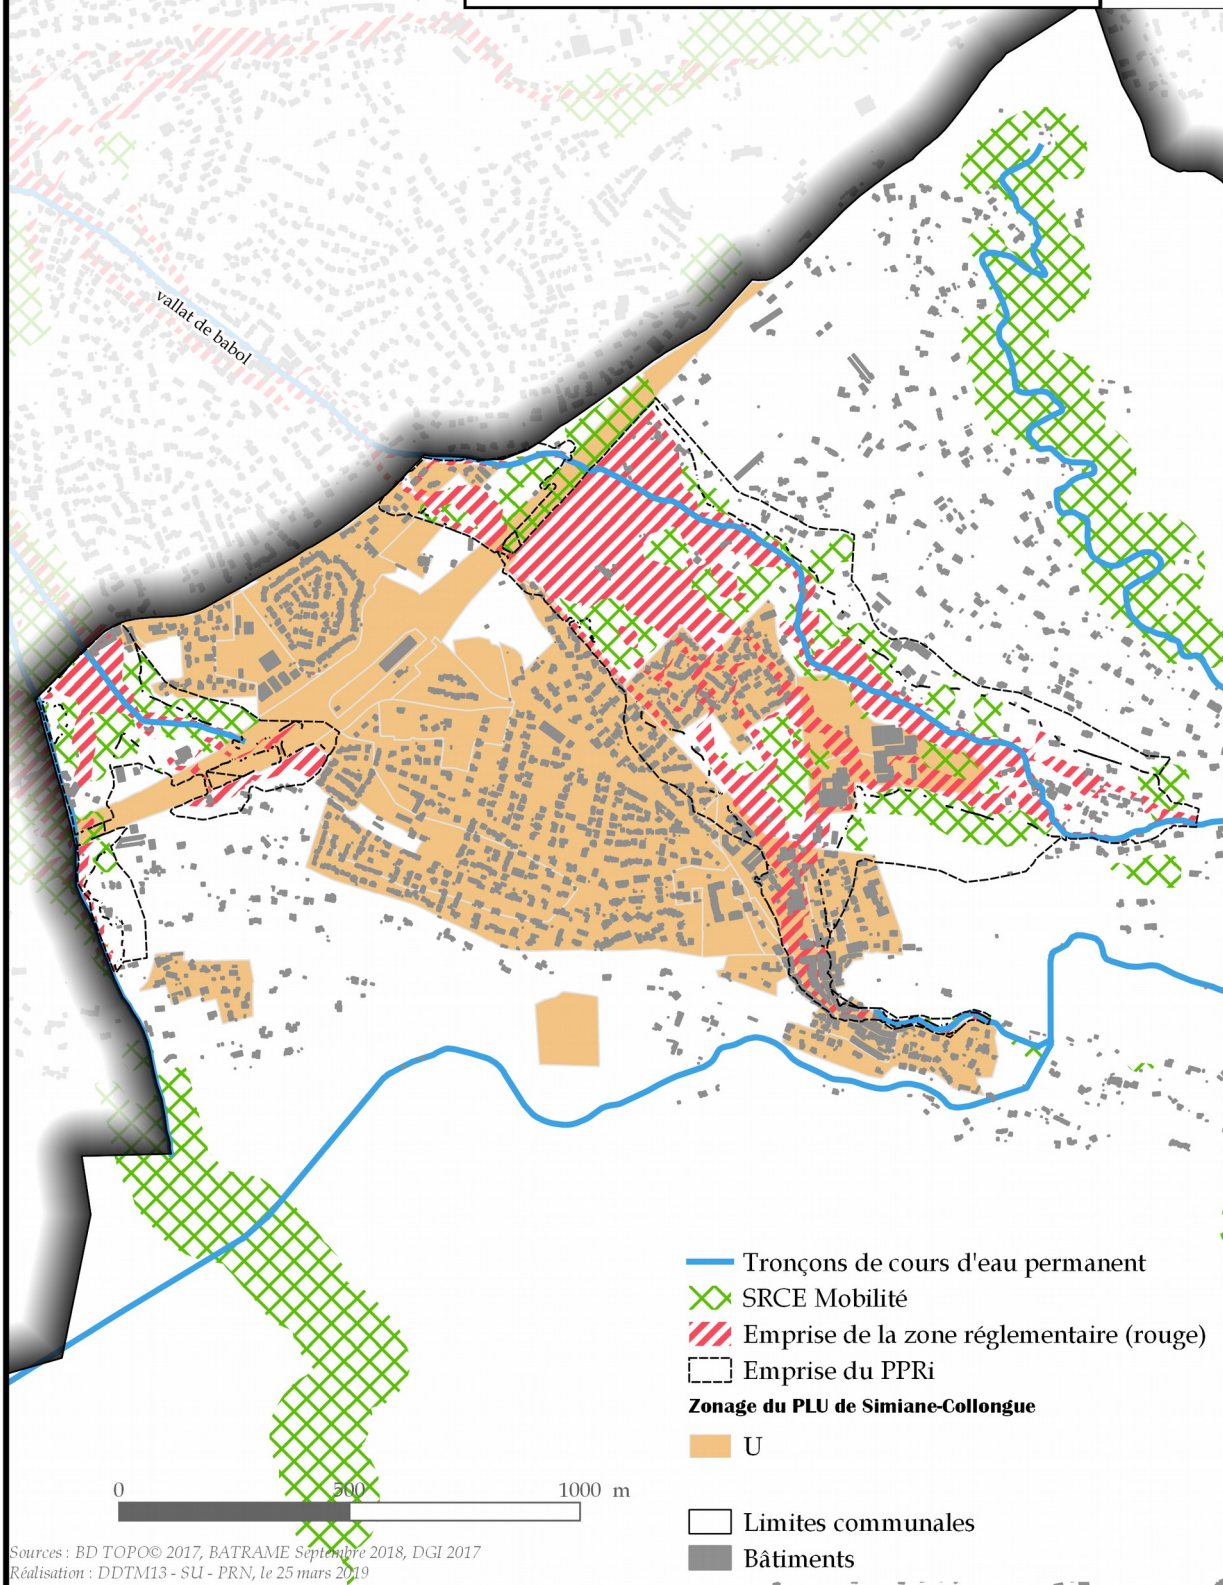 vallat de babol
Tronçons de cours d'eau permanent
SRCE Mobilité
Emprise de la zone réglementaire (rouge)
Emprise du PPRi
Zonage du PLU de Simiane-Collongue
U
0 500 1000 m
Limites communales
Bâtiments
Sources : BD TOPO© 2017, BATRAME Septembre 2018, DGI 2017
Réalisation : DDTM13 - SU - PRN, le 25 mars 2019